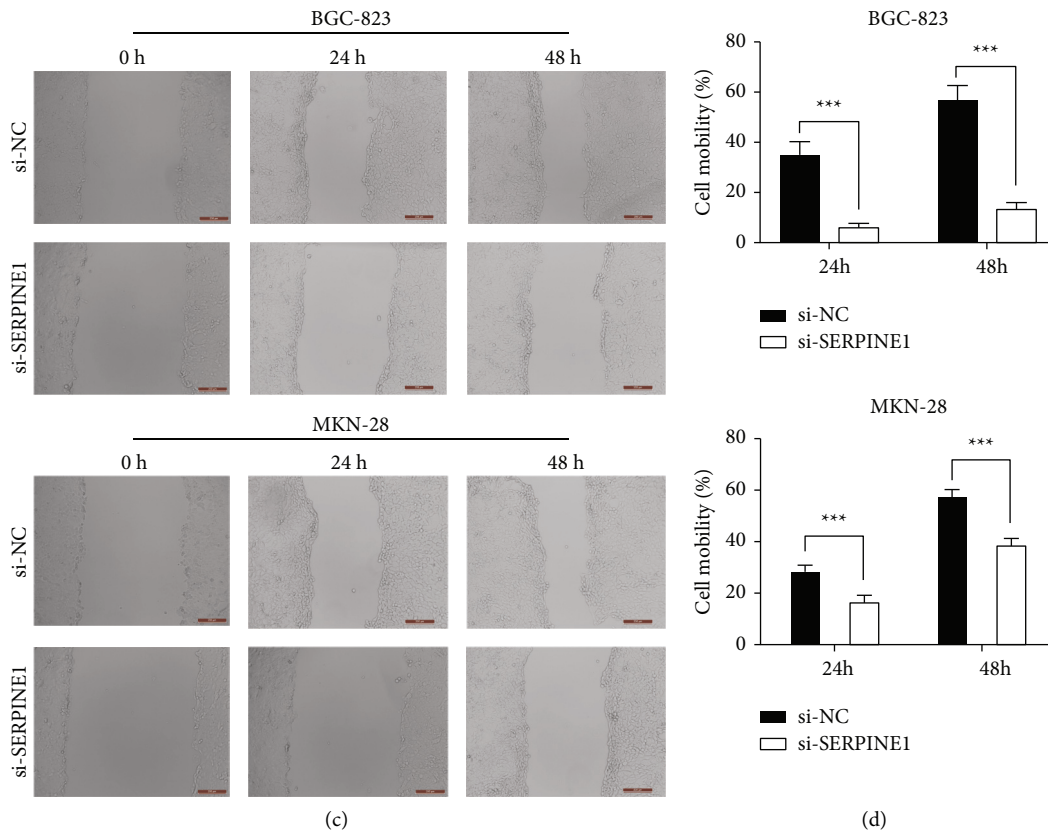 BGC-823
0 h
24 h
48 h
si-NC
si-SERPINE1
MKN-28
0 h
24 h
48 h
si-NC
si-SERPINE1
(c)
BGC-823
Cell mobility (%)
80
60
40
20
0
***
***
24h
48h
si-NC
si-SERPINE1
MKN-28
Cell mobility (%)
80
60
40
20
0
***
***
24h
48h
si-NC
si-SERPINE1
(d)